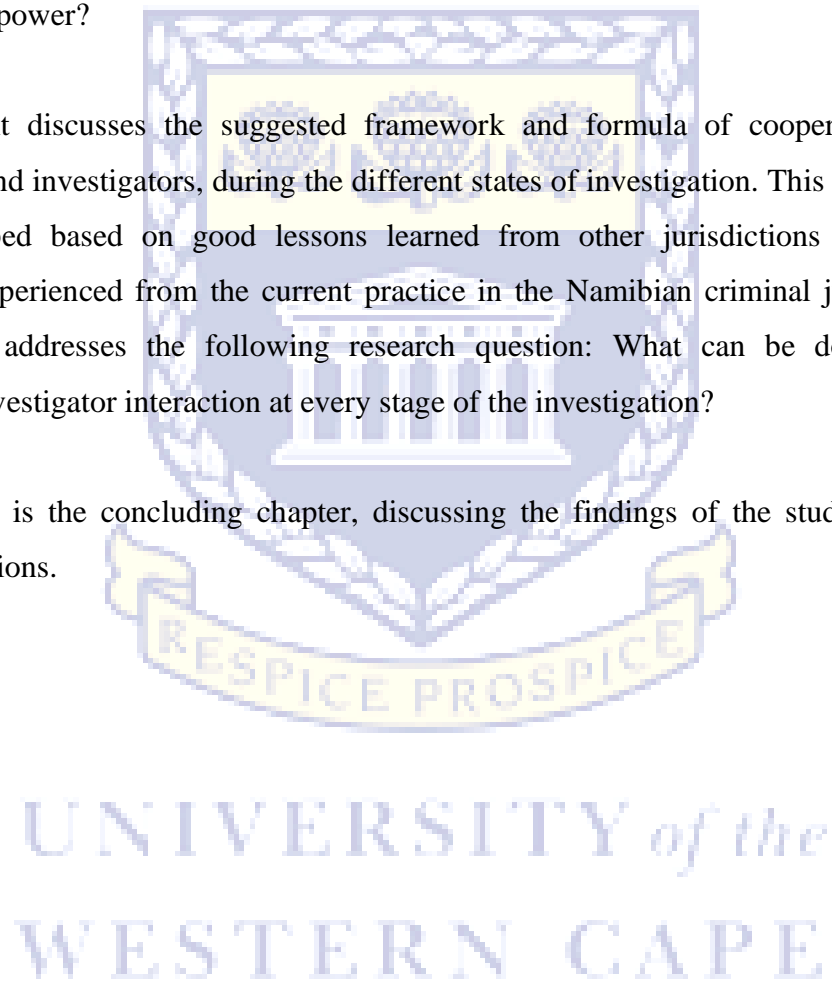 power?
t discusses the suggested framework and formula of cooper
nd investigators, during the different states of investigation. This
ed based on good lessons learned from other jurisdictions
perienced from the current practice in the Namibian criminal j
addresses the following research question: What can be d
vestigator interaction at every stage of the investigation?
is the concluding chapter, discussing the findings of the stud
ions.
RESPICE PROSPICE
UNIVERSITY of the
WESTERN CAPE